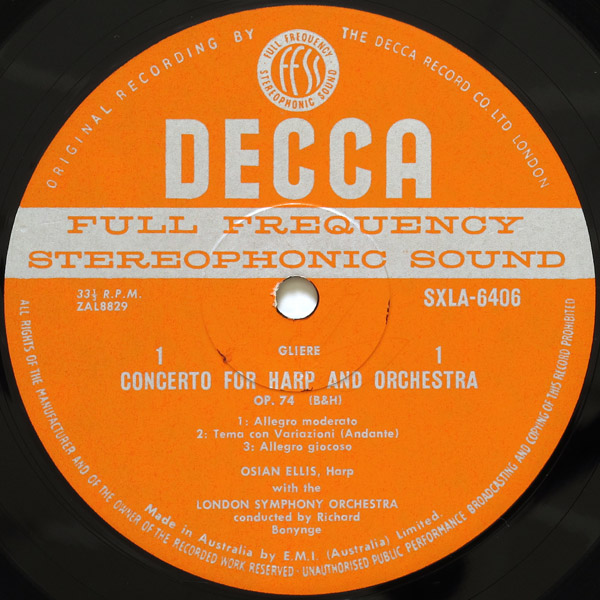 ORIGINAL RECORDING BY
THE DECCA RECORD CO. LTD LONDON
FULL FREQUENCY
FFSS
STEREOPHONIC SOUND
DECCA
FULL FREQUENCY
STEREOPHONIC SOUND
33⅓ R.P.M.
ZAL8829
SXLA-6406
1 GLIERE 1
CONCERTO FOR HARP AND ORCHESTRA
OP. 74 (B&H)
1: Allegro moderato
2: Tema con Variazioni (Andante)
3: Allegro giocoso
OSIAN ELLIS, Harp
with the
LONDON SYMPHONY ORCHESTRA
conducted by Richard
Bonynge
Made in Australia by E.M.I. (Australia) Limited.
ALL RIGHTS OF THE MANUFACTURER AND OF THE OWNER OF THE RECORDED WORK RESERVED · UNAUTHORISED PUBLIC PERFORMANCE BROADCASTING AND COPYING OF THIS RECORD PROHIBITED